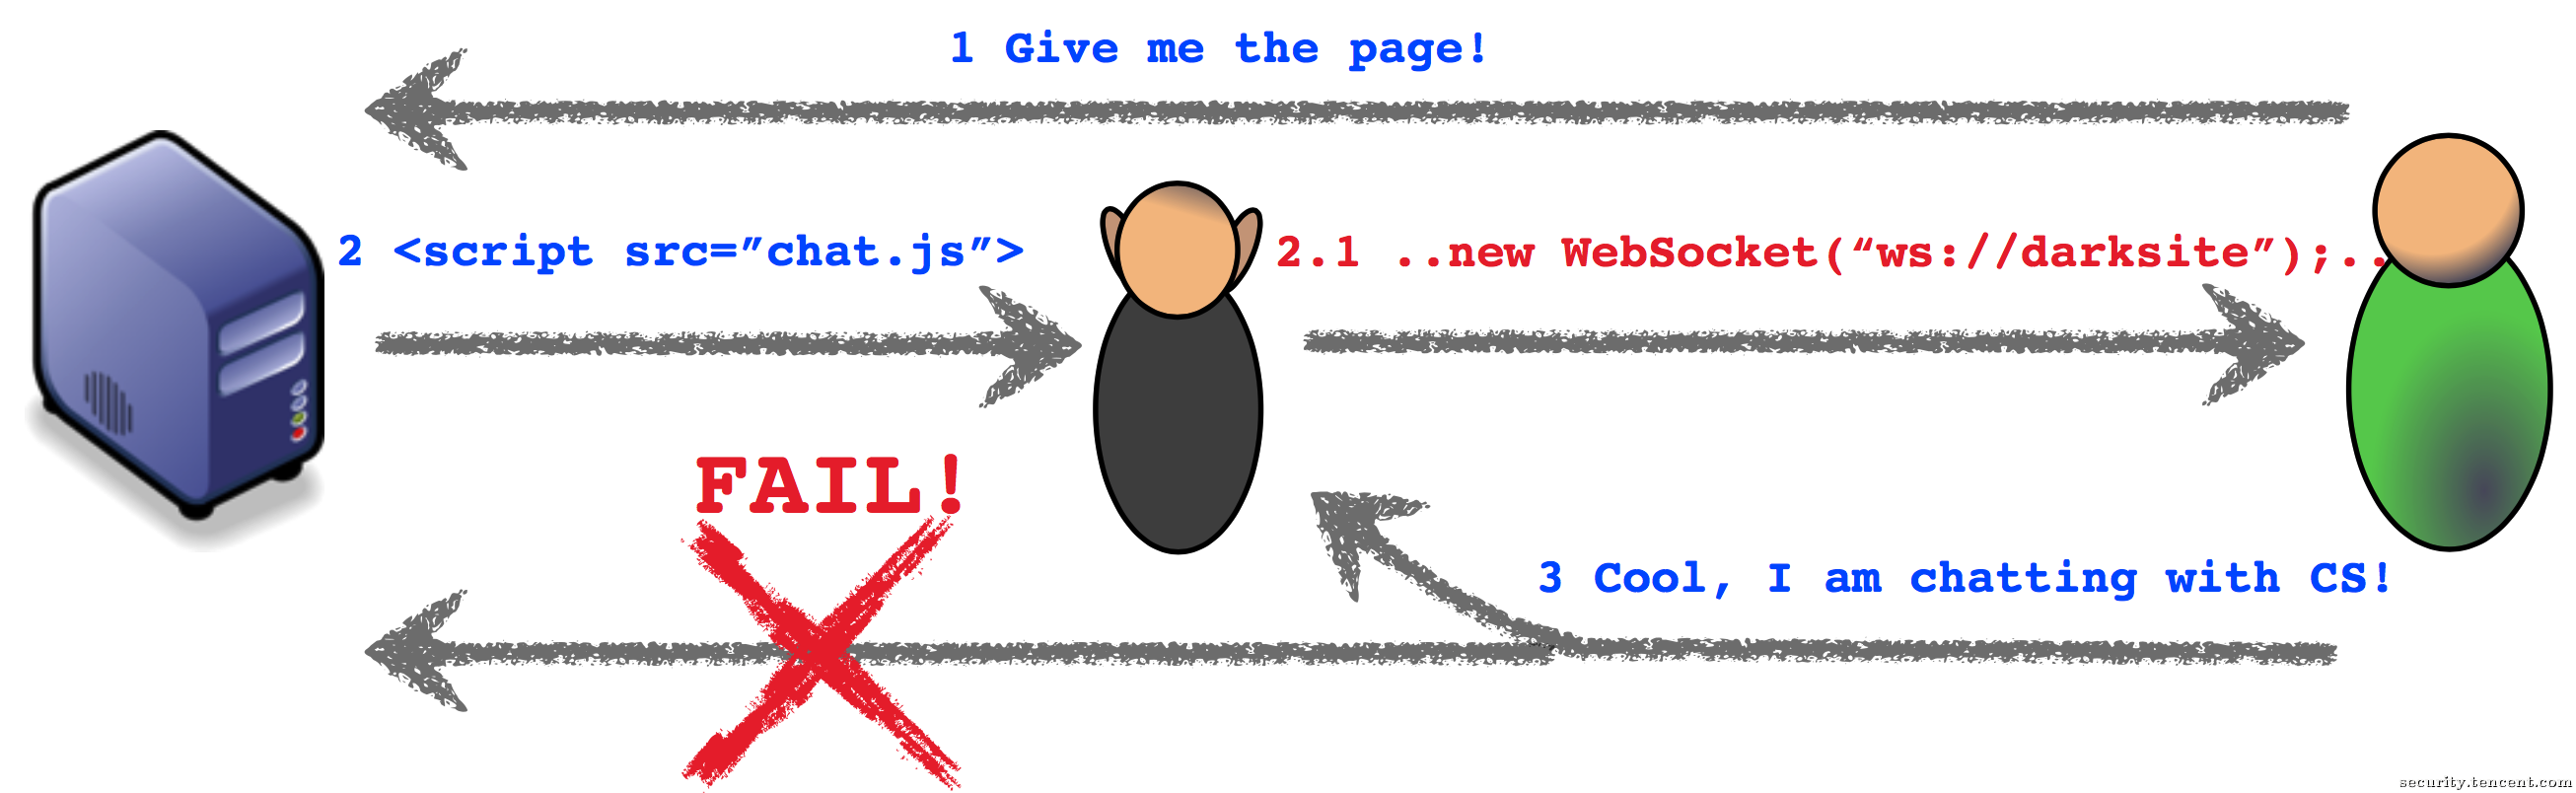 1 Give me the page!
2 <script src=”chat.js”>
2.1 ..new WebSocket(“ws://darksite”);..
FAIL!
3 Cool, I am chatting with CS!
security.tencent.com